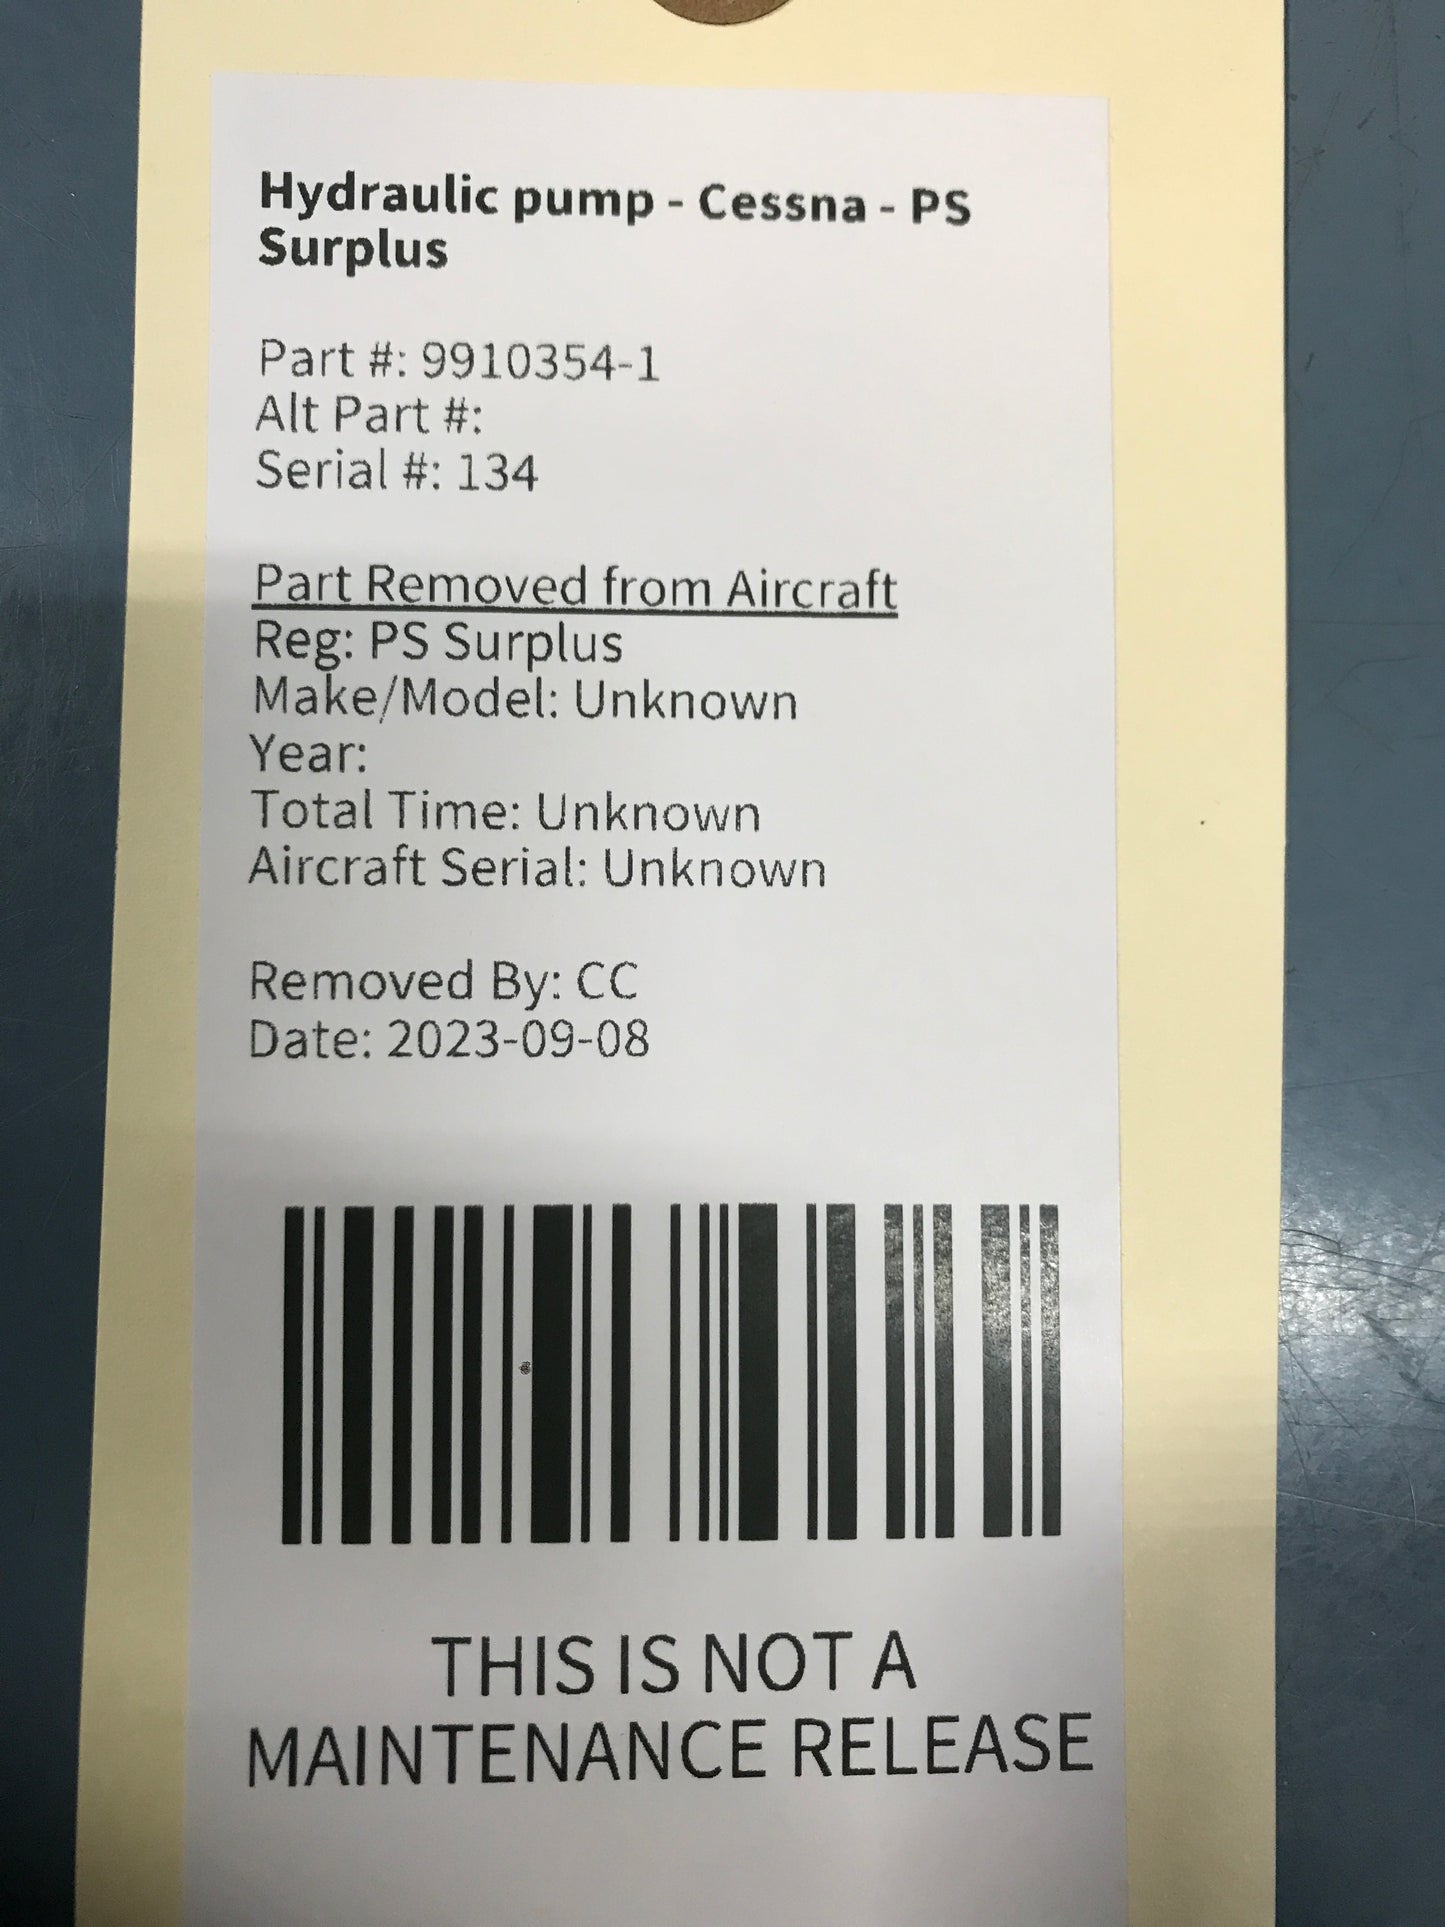 Hydraulic pump - Cessna - PS
Surplus
Part #: 9910354-1
Alt Part #:
Serial #: 134
Part Removed from Aircraft
Reg: PS Surplus
Make/Model: Unknown
Year:
Total Time: Unknown
Aircraft Serial: Unknown
Removed By: CC
Date: 2023-09-08
THIS IS NOT A
MAINTENANCE RELEASE